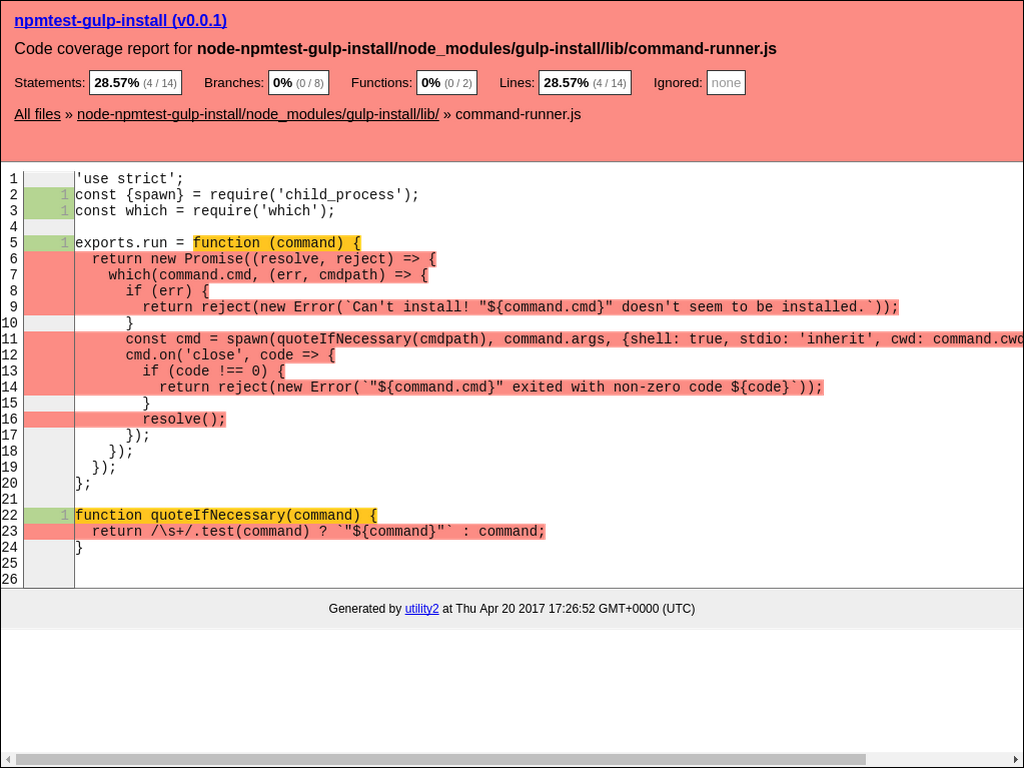 npmtest-gulp-install (v0.0.1)
Code coverage report for node-npmtest-gulp-install/node_modules/gulp-install/lib/command-runner.js
Statements: 28.57% (4 / 14) Branches: 0% (0 / 8) Functions: 0% (0 / 2) Lines: 28.57% (4 / 14) Ignored: none
All files » node-npmtest-gulp-install/node_modules/gulp-install/lib/ » command-runner.js
1 'use strict';
2 1 const {spawn} = require('child_process');
3 1 const which = require('which');
4
5 1 exports.run = function (command) {
6 return new Promise((resolve, reject) => {
7 which(command.cmd, (err, cmdpath) => {
8 if (err) {
9 return reject(new Error(`Can't install! "${command.cmd}" doesn't seem to be installed.`));
10 }
11 const cmd = spawn(quoteIfNecessary(cmdpath), command.args, {shell: true, stdio: 'inherit', cwd: command.cwd
12 cmd.on('close', code => {
13 if (code !== 0) {
14 return reject(new Error(`"${command.cmd}" exited with non-zero code ${code}`));
15 }
16 resolve();
17 });
18 });
19 });
20 };
21
22 1 function quoteIfNecessary(command) {
23 return /\s+/.test(command) ? `"${command}"` : command;
24 }
25
26
Generated by utility2 at Thu Apr 20 2017 17:26:52 GMT+0000 (UTC)